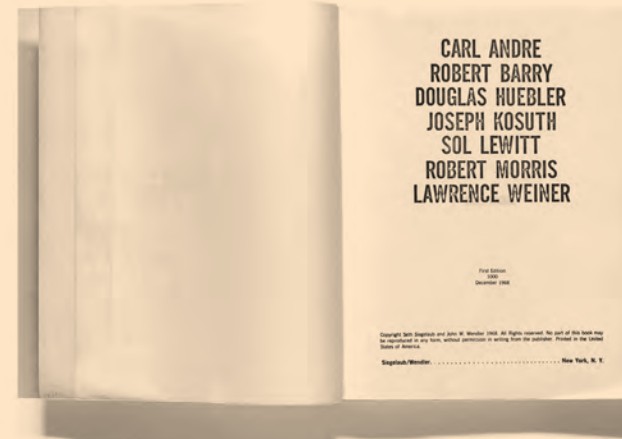 CARL ANDRE
ROBERT BARRY
DOUGLAS HUEBLER
JOSEPH KOSUTH
SOL LEWITT
ROBERT MORRIS
LAWRENCE WEINER
First Edition
1000
December 1968
Copyright Seth Siegelaub and John W. Wendler 1968. All Rights reserved. No part of this book may
be reproduced in any form, without permission in writing from the publisher. Printed in the United
States of America.
Siegelaub/Wendler. . . . . . . . . . . . . . . . . . . . . . . . . . . . . . . . New York, N. Y.